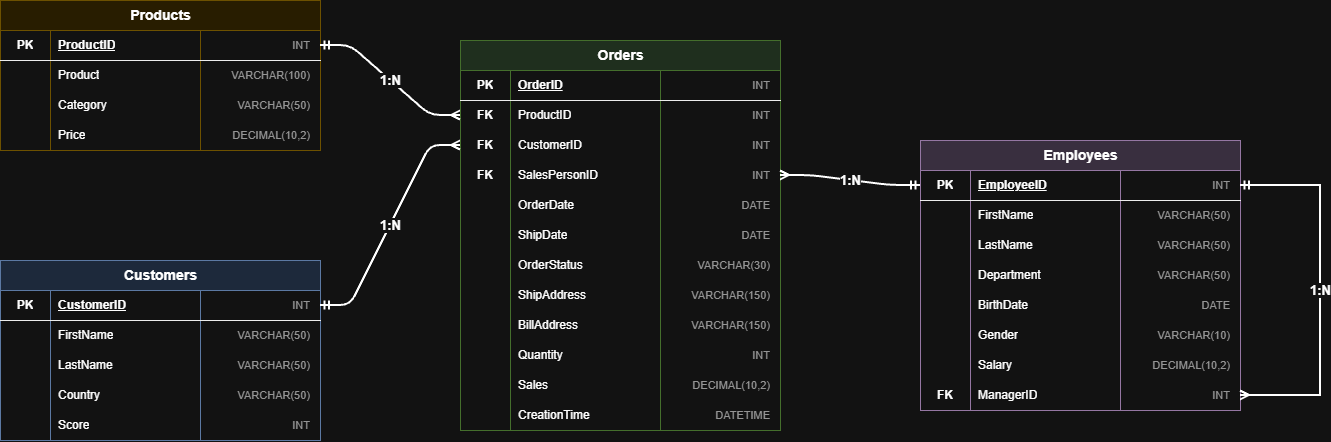 Products
PK ProductID INT
Product VARCHAR(100)
Category VARCHAR(50)
Price DECIMAL(10,2)
1:N
Customers
PK CustomerID INT
FirstName VARCHAR(50)
LastName VARCHAR(50)
Country VARCHAR(50)
Score INT
1:N
Orders
PK OrderID INT
FK ProductID INT
FK CustomerID INT
FK SalesPersonID INT
OrderDate DATE
ShipDate DATE
OrderStatus VARCHAR(30)
ShipAddress VARCHAR(150)
BillAddress VARCHAR(150)
Quantity INT
Sales DECIMAL(10,2)
CreationTime DATETIME
1:N
Employees
PK EmployeeID INT
FirstName VARCHAR(50)
LastName VARCHAR(50)
Department VARCHAR(50)
BirthDate DATE
Gender VARCHAR(10)
Salary DECIMAL(10,2)
FK ManagerID INT
1:N